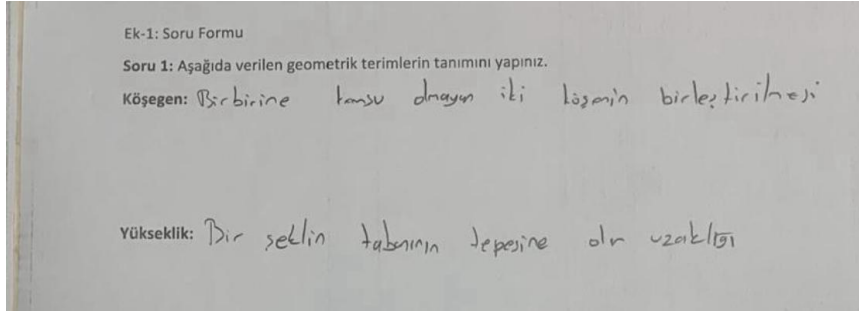 Ek-1: Soru Formu
Soru 1: Aşağıda verilen geometrik terimlerin tanımını yapınız.
Köşegen: Birbirine komşu olmayan iki köşenin birleştirilmesi
Yükseklik: Bir şeklin tabanının tepesine olan uzaklığı